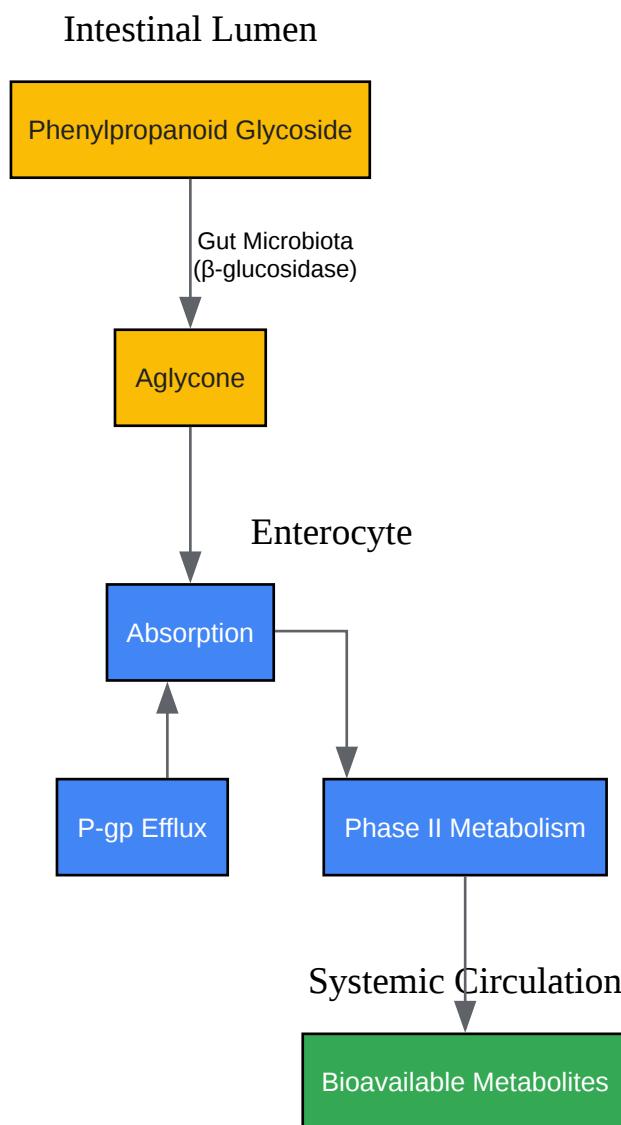 Intestinal Lumen
Phenylpropanoid Glycoside
Gut Microbiota
(β-glucosidase)
Aglycone
Enterocyte
Absorption
P-gp Efflux
Phase II Metabolism
Systemic Circulation
Bioavailable Metabolites